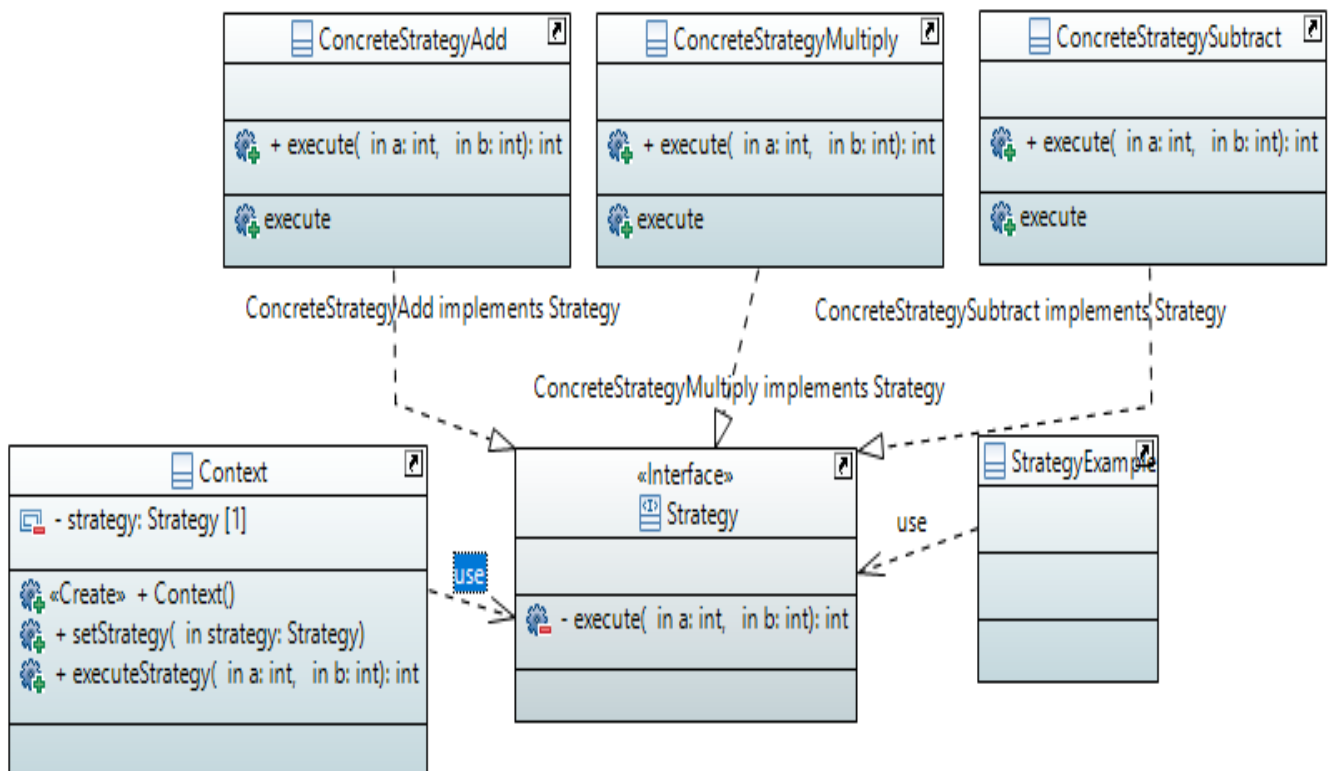 ConcreteStrategyAdd
+ execute( in a: int, in b: int): int
execute
ConcreteStrategyMultiply
+ execute( in a: int, in b: int): int
execute
ConcreteStrategySubtract
+ execute( in a: int, in b: int): int
execute
ConcreteStrategyAdd implements Strategy
ConcreteStrategySubtract implements Strategy
ConcreteStrategyMultiply implements Strategy
Context
- strategy: Strategy [1]
«Create» + Context()
+ setStrategy( in strategy: Strategy)
+ executeStrategy( in a: int, in b: int): int
use
«Interface»
Strategy
- execute( in a: int, in b: int): int
use
StrategyExample